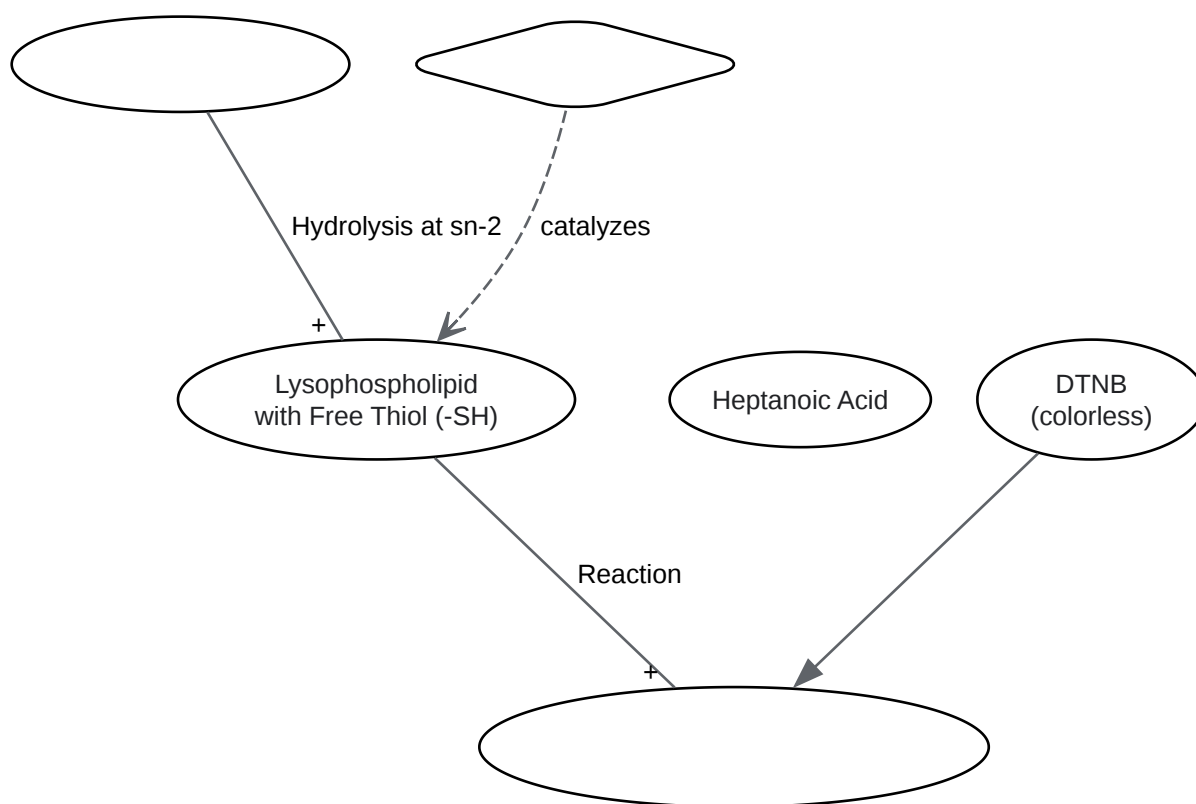 Hydrolysis at sn-2
catalyzes
+
Lysophospholipid
with Free Thiol (-SH)
Heptanoic Acid
DTNB
(colorless)
Reaction
+